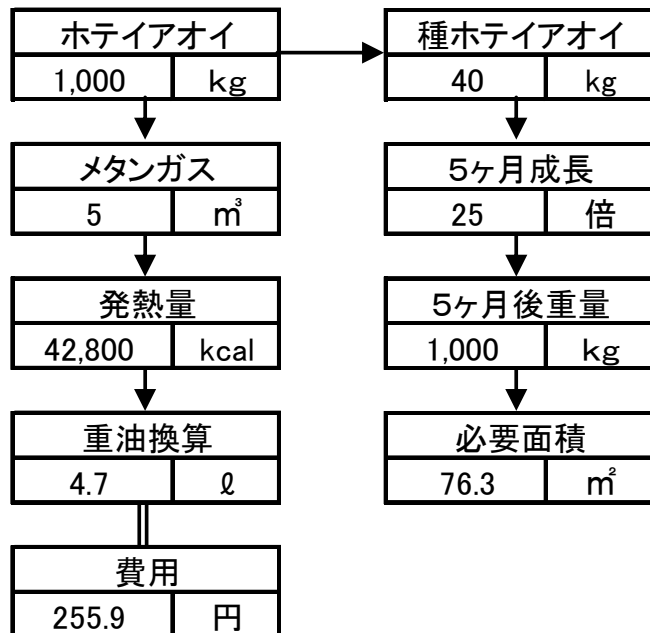 ホテイアオイ
1,000 kg
メタンガス
5 ㎥
発熱量
42,800 kcal
重油換算
4.7 ℓ
費用
255.9 円
種ホテイアオイ
40 kg
5ヶ月成長
25 倍
5ヶ月後重量
1,000 kg
必要面積
76.3 ㎡